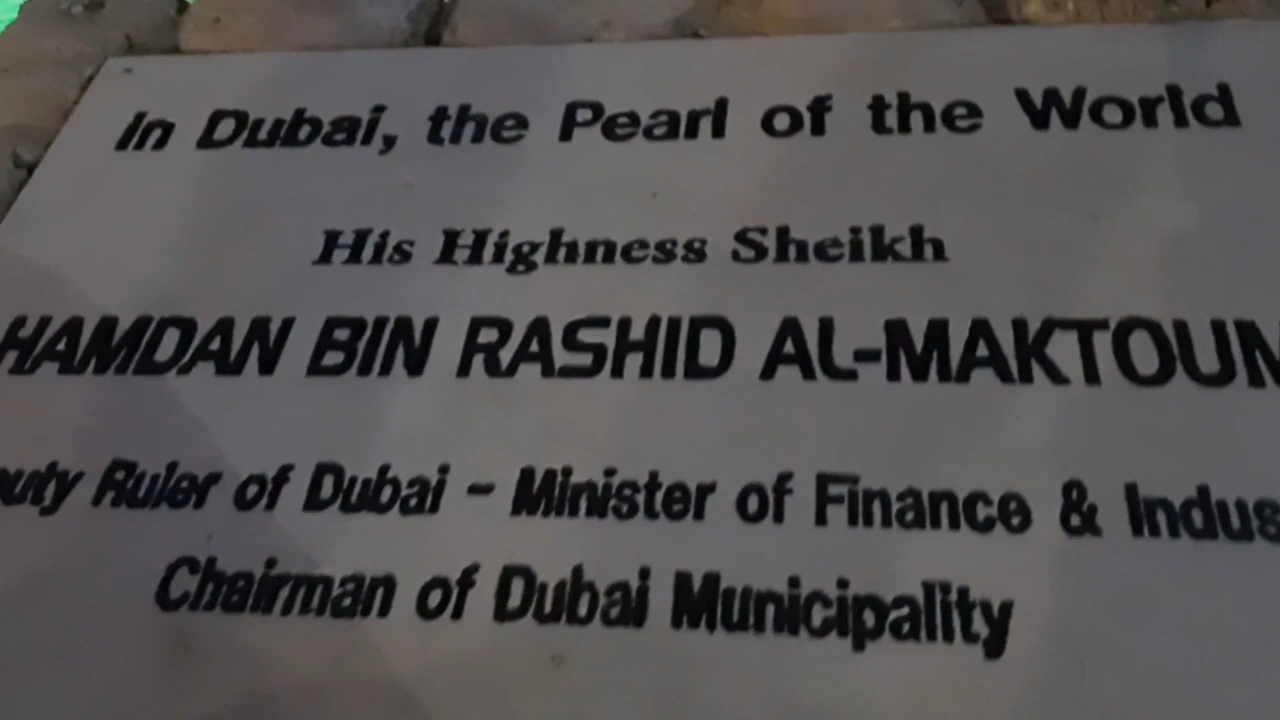 In Dubai, the Pearl of the World
His Highness Sheikh
HAMDAN BIN RASHID AL-MAKTOUM
Ruler of Dubai - Minister of Finance &
Chairman of Dubai Municipality